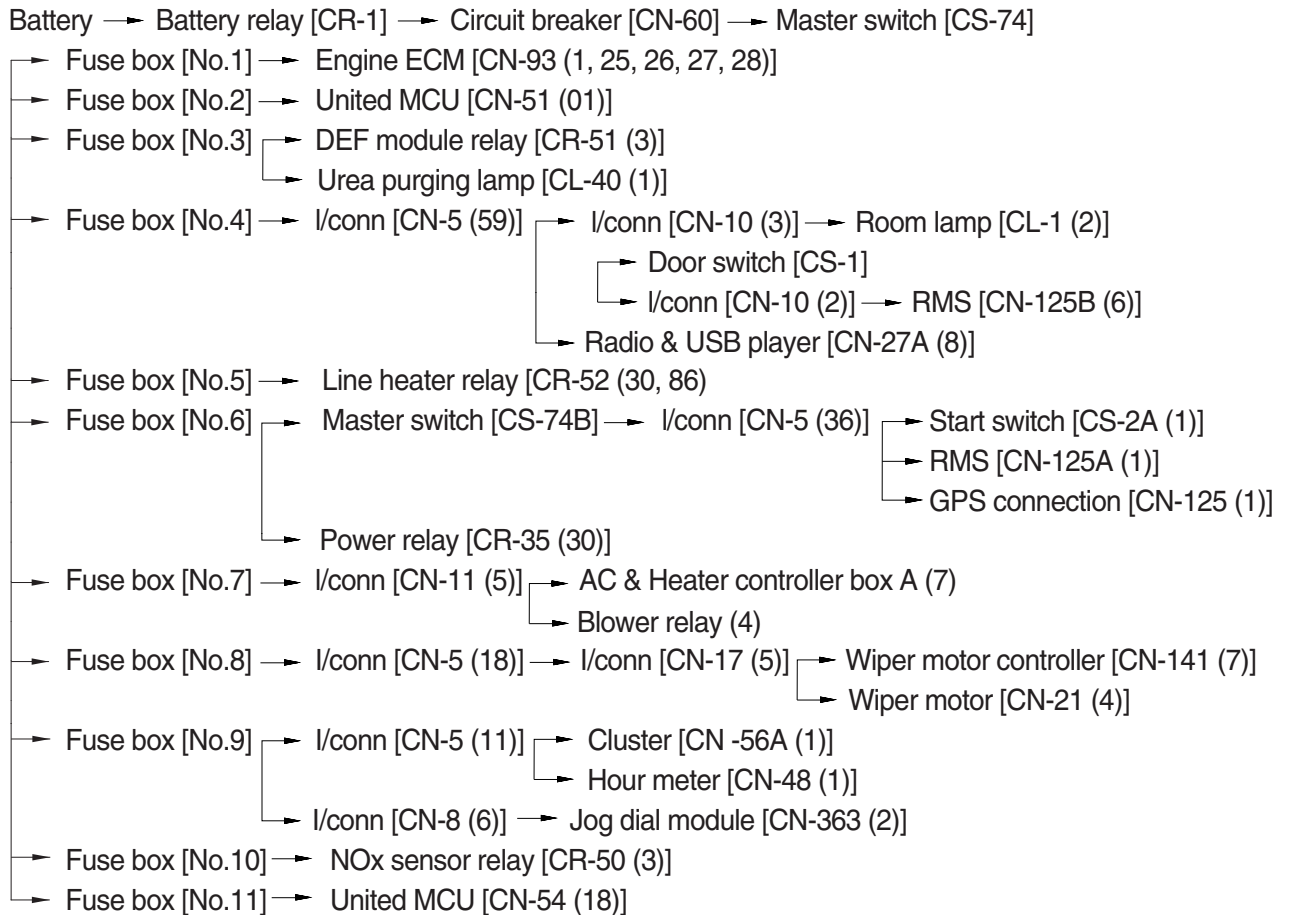 Battery → Battery relay [CR-1] → Circuit breaker [CN-60] → Master switch [CS-74]
Fuse box [No.1] → Engine ECM [CN-93 (1, 25, 26, 27, 28)]
Fuse box [No.2] → United MCU [CN-51 (01)]
Fuse box [No.3] → DEF module relay [CR-51 (3)]
→ Urea purging lamp [CL-40 (1)]
Fuse box [No.4] → I/conn [CN-5 (59)] → I/conn [CN-10 (3)] → Room lamp [CL-1 (2)]
→ Door switch [CS-1]
→ I/conn [CN-10 (2)] → RMS [CN-125B (6)]
→ Radio & USB player [CN-27A (8)]
Fuse box [No.5] → Line heater relay [CR-52 (30, 86)
Fuse box [No.6] → Master switch [CS-74B] → I/conn [CN-5 (36)] → Start switch [CS-2A (1)]
→ RMS [CN-125A (1)]
→ GPS connection [CN-125 (1)]
→ Power relay [CR-35 (30)]
Fuse box [No.7] → I/conn [CN-11 (5)] → AC & Heater controller box A (7)
→ Blower relay (4)
Fuse box [No.8] → I/conn [CN-5 (18)] → I/conn [CN-17 (5)] → Wiper motor controller [CN-141 (7)]
→ Wiper motor [CN-21 (4)]
Fuse box [No.9] → I/conn [CN-5 (11)] → Cluster [CN -56A (1)]
→ Hour meter [CN-48 (1)]
→ I/conn [CN-8 (6)] → Jog dial module [CN-363 (2)]
Fuse box [No.10] → NOx sensor relay [CR-50 (3)]
Fuse box [No.11] → United MCU [CN-54 (18)]